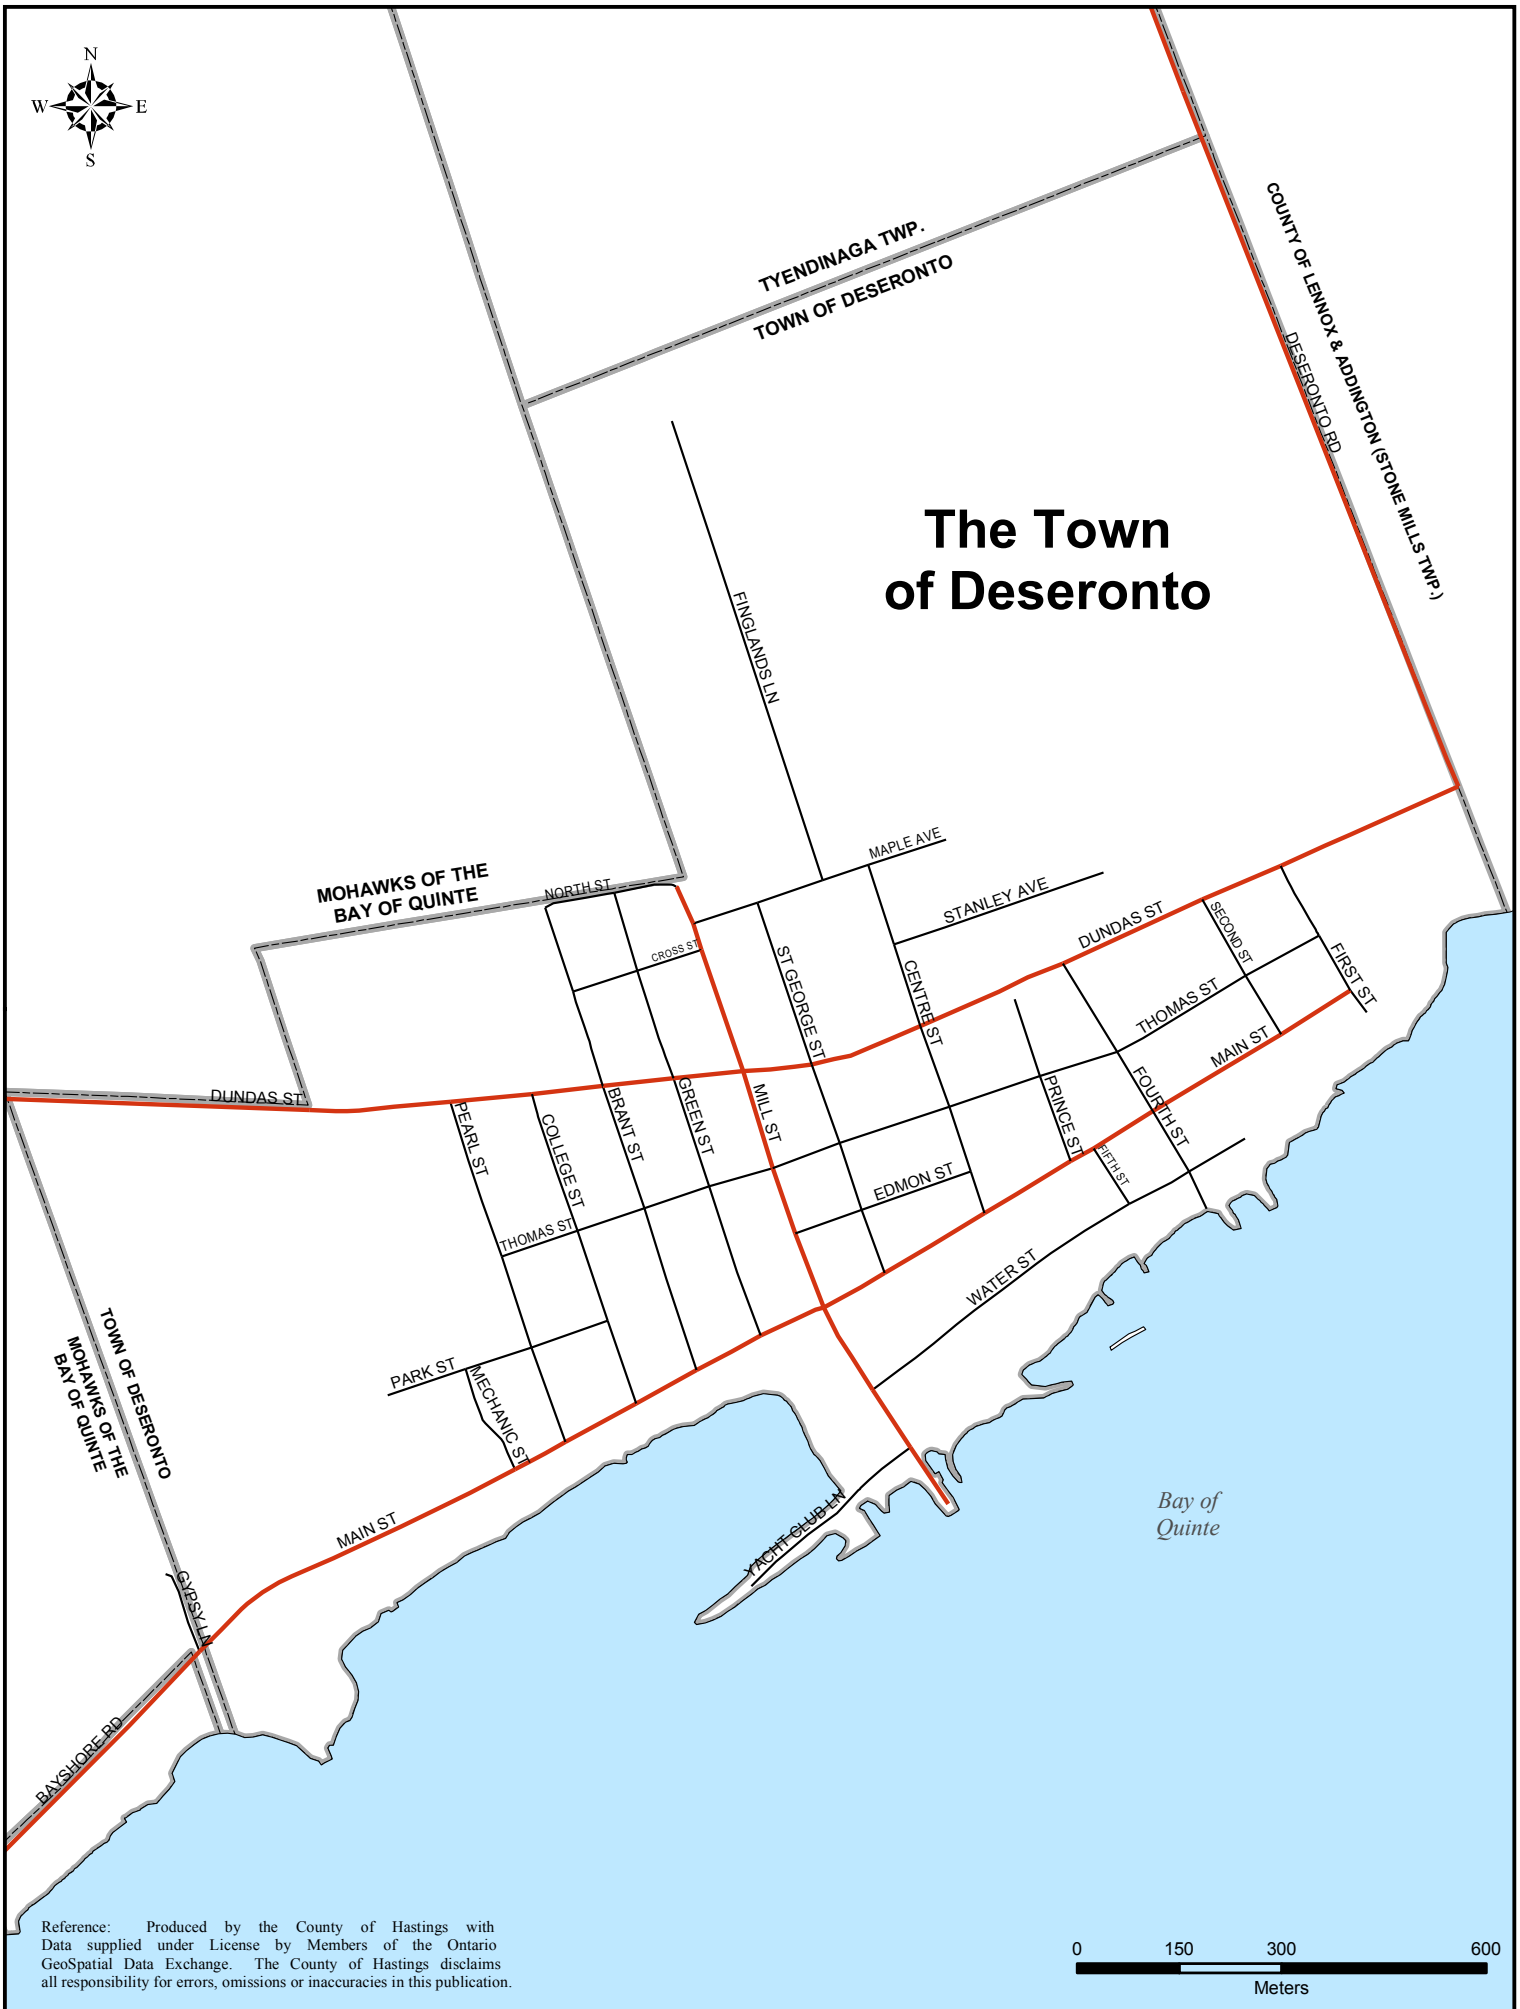 N
W
E
S
TYENDINAGA TWP.
TOWN OF DESERONTO
COUNTY OF LENNOX & ADDINGTON (STONE MILLS TWP.)
DESERONTO RD
The Town
of Deseronto
FINGLANDS LN
MAPLE AVE
MOHAWKS OF THE
BAY OF QUINTE
NORTH ST
STANLEY AVE
CROSS ST
DUNDAS ST
SECOND ST
FIRST ST
ST GEORGE ST
CENTRE ST
THOMAS ST
MAIN ST
DUNDAS ST
PEARL ST
COLLEGE ST
BRANT ST
GREEN ST
MILL ST
PRINCE ST
FOURTH ST
FIFTH ST
EDMON ST
THOMAS ST
WATER ST
PARK ST
MECHANIC ST
TOWN OF DESERONTO
MOHAWKS OF THE
BAY OF QUINTE
MAIN ST
YACHT CLUB LN
Bay of
Quinte
GYPSY LN
BAYSHORE RD
Reference: Produced by the County of Hastings with
Data supplied under License by Members of the Ontario
GeoSpatial Data Exchange. The County of Hastings disclaims
all responsibility for errors, omissions or inaccuracies in this publication.
0 150 300 600
Meters